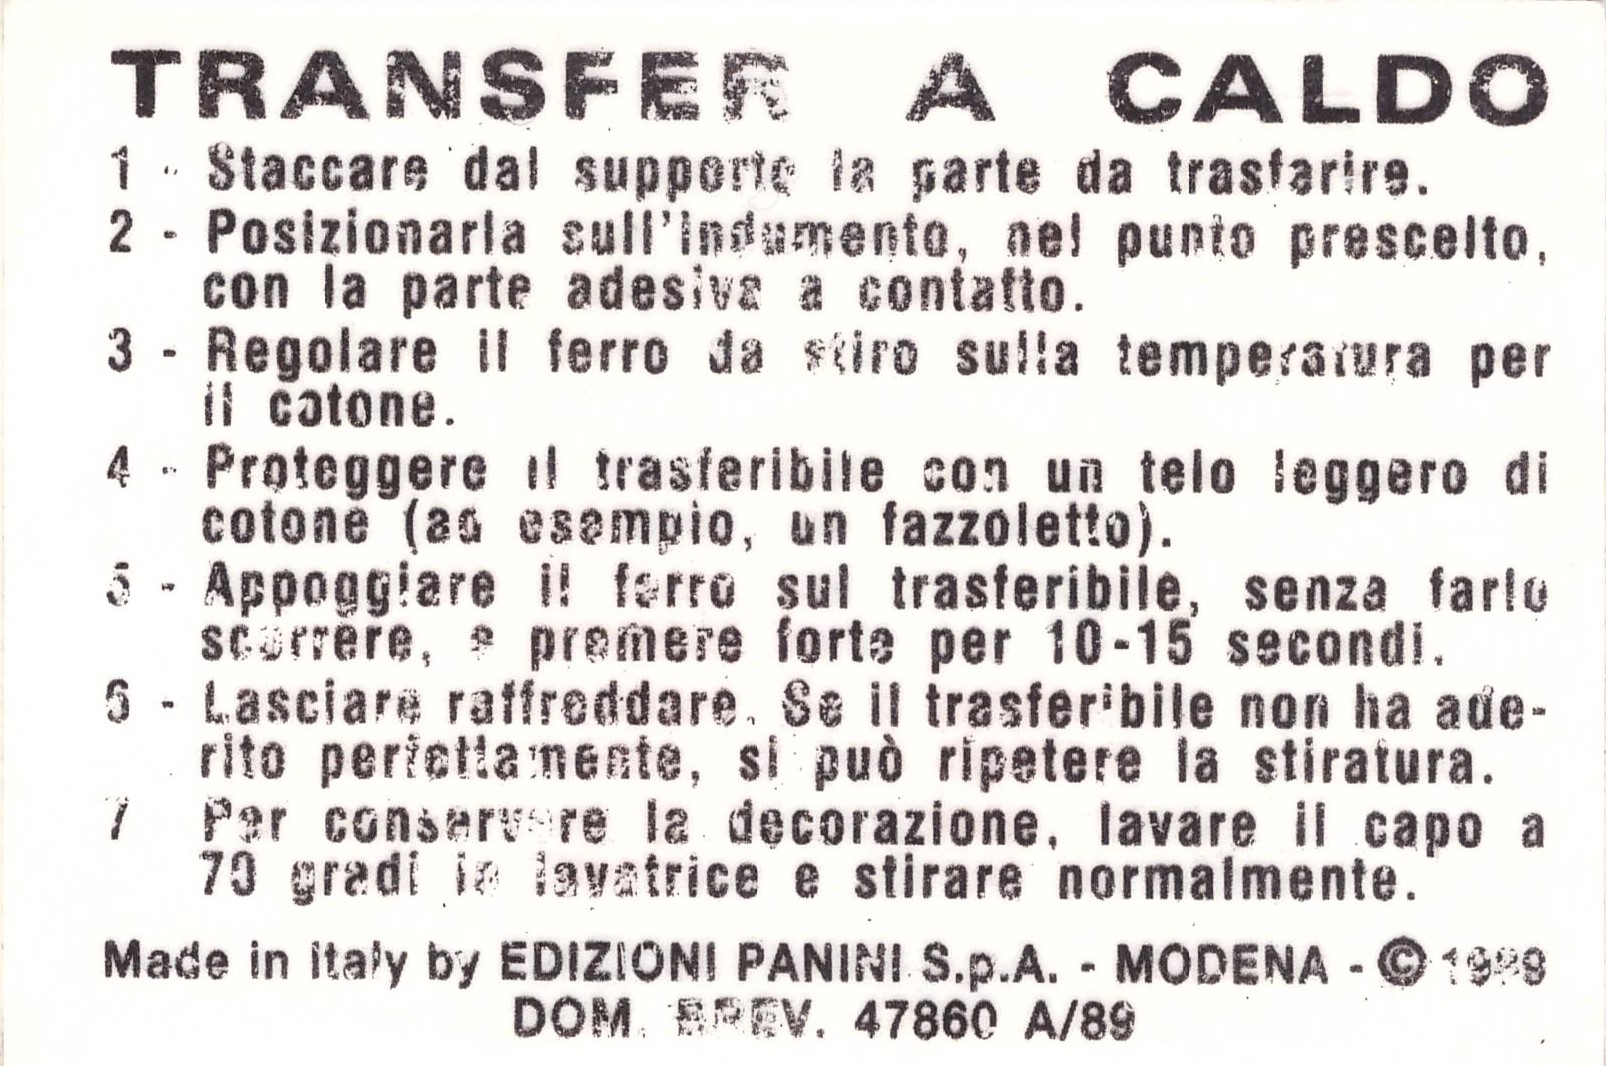 TRANSFER A CALDO
1 - Staccare dal supporto la parte da trasferire.
2 - Posizionarla sull'indumento, nel punto prescelto,
con la parte adesiva a contatto.
3 - Regolare il ferro da stiro sulla temperatura per
il cotone.
4 - Proteggere il trasferibile con un telo leggero di
cotone (ad esempio, un fazzoletto).
5 - Appoggiare il ferro sul trasferibile, senza farlo
scorrere, e premere forte per 10-15 secondi.
6 - Lasciare raffreddare. Se il trasferibile non ha ade-
rito perfettamente, si può ripetere la stiratura.
7 Per conservare la decorazione, lavare il capo a
70 gradi in lavatrice e stirare normalmente.
Made in Italy by EDIZIONI PANINI S.p.A. - MODENA - © 1989
DOM. BREV. 47860 A/89